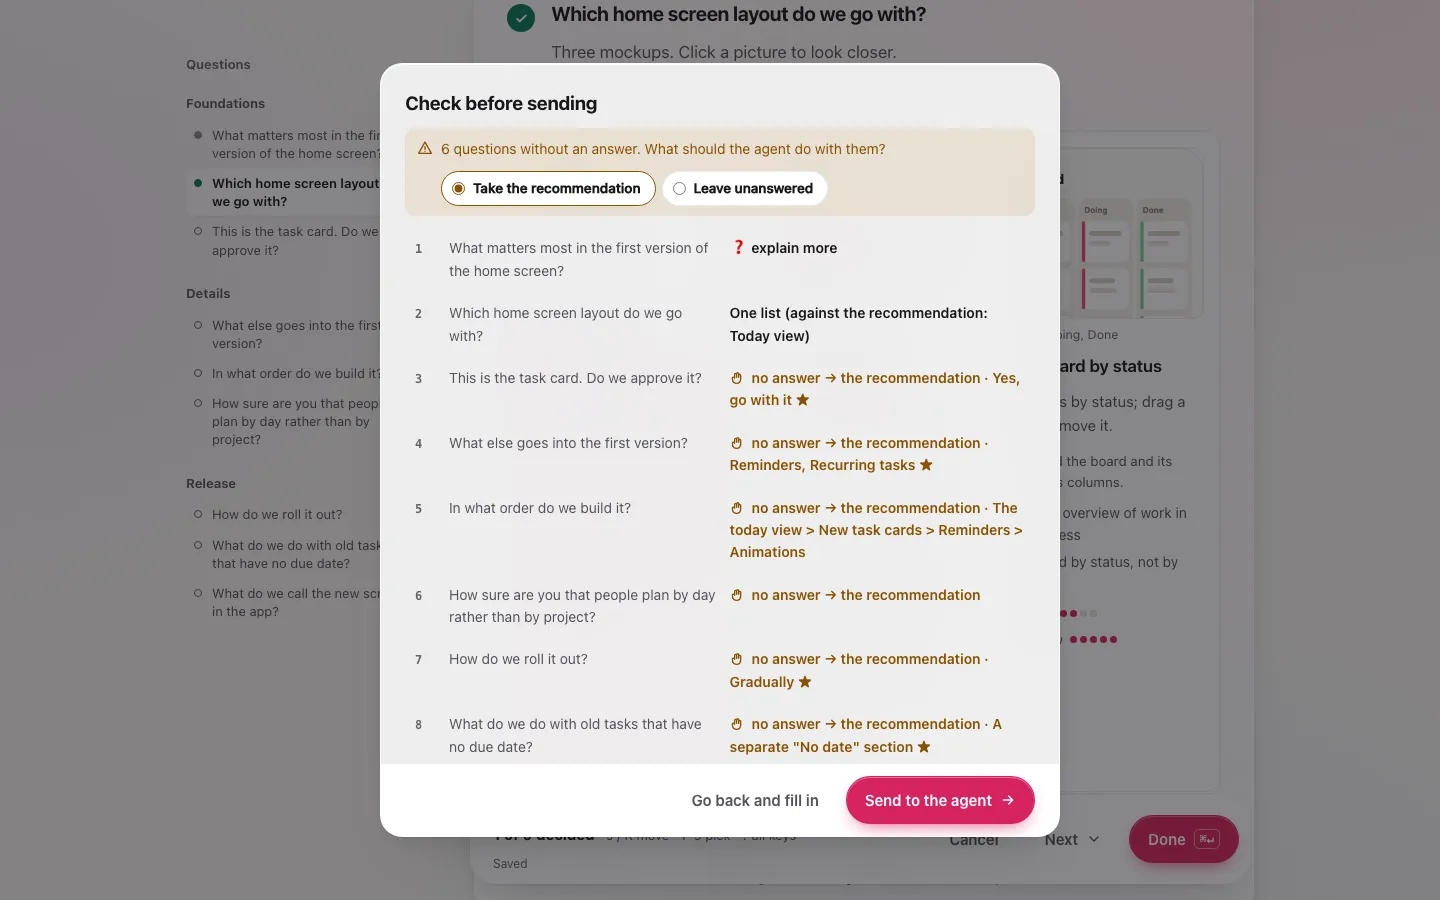 Which home screen layout do we go with?
Three mockups. Click a picture to look closer.
Questions
Foundations
What matters most in the
version of the home screen?
Which home screen layout
we go with?
This is the task card. Do we
approve it?
Details
What else goes into the first
version?
In what order do we build it?
How sure are you that
plan by day rather than by
project?
Release
How do we roll it out?
What do we do with old
that have no due date?
What do we call the new
in the app?
Check before sending
6 questions without an answer. What should the agent do with them?
Take the recommendation
Leave unanswered
1 What matters most in the first version of
the home screen?
❓ explain more
2 Which home screen layout do we go
with?
One list (against the recommendation:
Today view)
3 This is the task card. Do we approve it?
no answer → the recommendation · Yes,
go with it ★
4 What else goes into the first version?
no answer → the recommendation ·
Reminders, Recurring tasks ★
5 In what order do we build it?
no answer → the recommendation · The
today view > New task cards > Reminders >
Animations
6 How sure are you that people plan by day
rather than by project?
no answer → the recommendation
7 How do we roll it out?
no answer → the recommendation ·
Gradually ★
8 What do we do with old tasks that have
no due date?
no answer → the recommendation · A
separate "No date" section ★
Go back and fill in
Send to the agent →
Doing
Done
Done
by status
s by status; drag a
move it.
the board and its
columns.
overview of work in
by status, not by
Cancel
Next
Done ⌘↵
Saved